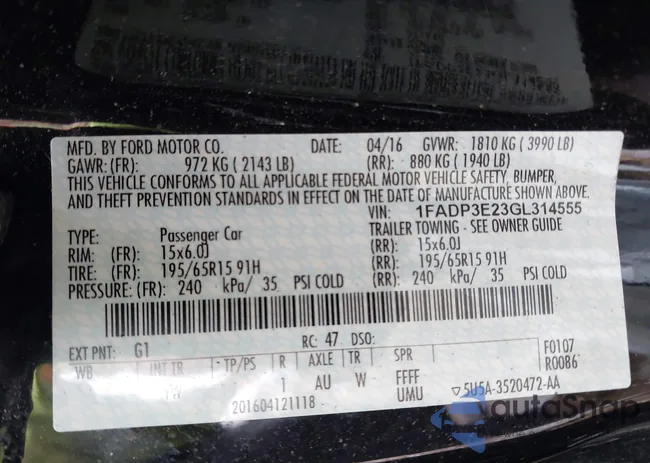 MFD. BY FORD MOTOR CO. DATE: 04/16 GVWR: 1810 KG ( 3990 LB)
GAWR: (FR): 972 KG ( 2143 LB) (RR): 880 KG ( 1940 LB)
THIS VEHICLE CONFORMS TO ALL APPLICABLE FEDERAL MOTOR VEHICLE SAFETY, BUMPER,
AND THEFT PREVENTION STANDARDS IN EFFECT ON THE DATE OF MANUFACTURE SHOWN ABOVE.
VIN: 1FADP3E23GL314555
TYPE: Passenger Car TRAILER TOWING - SEE OWNER GUIDE
RIM: (FR): 15x6.0J (RR): 15x6.0J
TIRE: (FR): 195/65R15 91H (RR): 195/65R15 91H
PRESSURE: (FR): 240 kPa/ 35 PSI COLD (RR): 240 kPa/ 35 PSI COLD
EXT PNT: G1 RC: 47 DSO: F0107
WB INT TR TP/PS R AXLE TR SPR R0086
YW 1 AU W FFFF
201604121118 UMU ▽5U5A-3520472-AA
autoSnap